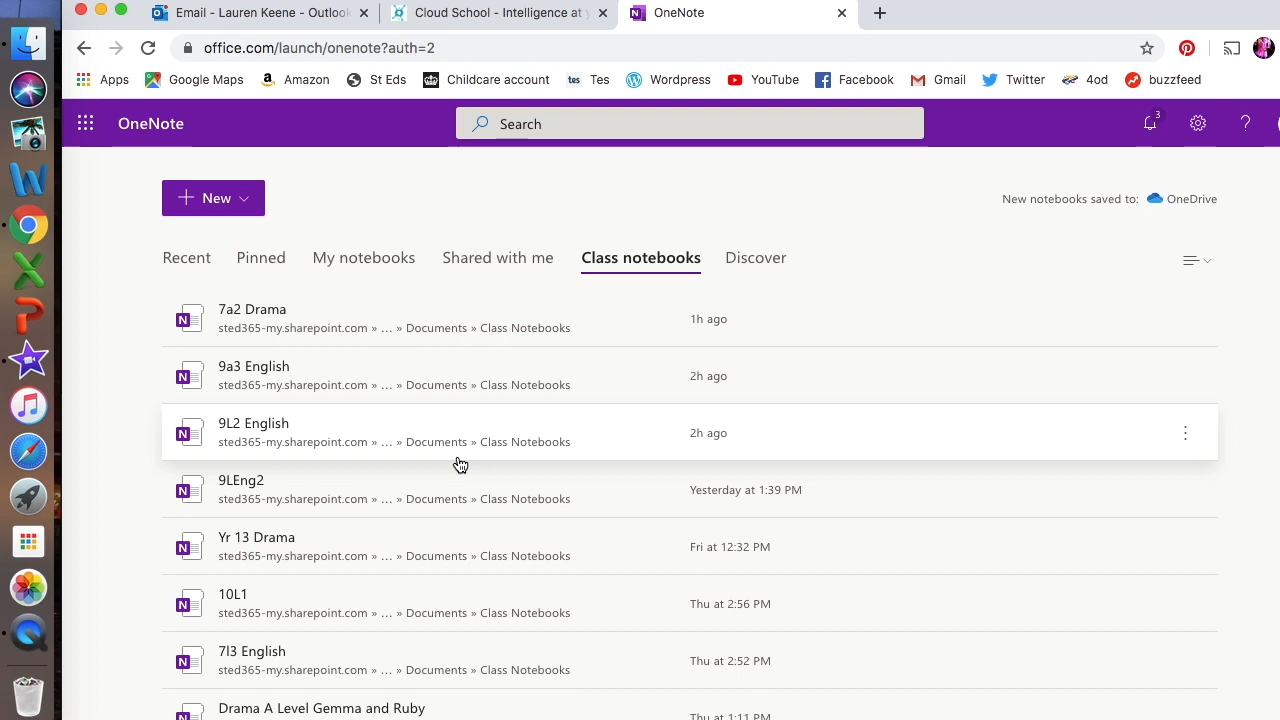 Email - Lauren Keene - Outlook
Cloud School - Intelligence at y
OneNote
office.com/launch/onenote?auth=2
Apps
Google Maps
Amazon
St Eds
Childcare account
tes
Tes
Wordpress
YouTube
Facebook
Gmail
Twitter
4od
buzzfeed
OneNote
Search
3
New
New notebooks saved to: OneDrive
Recent
Pinned
My notebooks
Shared with me
Class notebooks
Discover
7a2 Drama
sted365-my.sharepoint.com » ... » Documents » Class Notebooks
1h ago
9a3 English
sted365-my.sharepoint.com » ... » Documents » Class Notebooks
2h ago
9L2 English
sted365-my.sharepoint.com » ... » Documents » Class Notebooks
2h ago
9LEng2
sted365-my.sharepoint.com » ... » Documents » Class Notebooks
Yesterday at 1:39 PM
Yr 13 Drama
sted365-my.sharepoint.com » ... » Documents » Class Notebooks
Fri at 12:32 PM
10L1
sted365-my.sharepoint.com » ... » Documents » Class Notebooks
Thu at 2:56 PM
7l3 English
sted365-my.sharepoint.com » ... » Documents » Class Notebooks
Thu at 2:52 PM
Drama A Level Gemma and Ruby
Thu at 1:11 PM